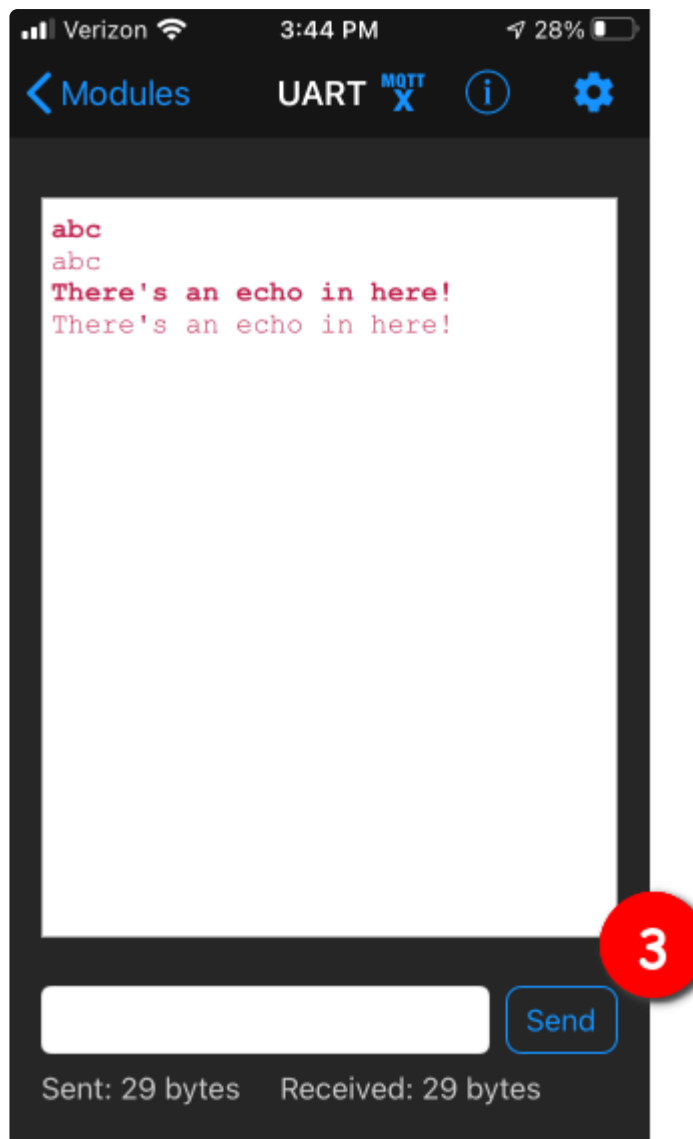 Verizon 3:44 PM 28%
Modules UART MQTT X i
abc
abc
There's an echo in here!
There's an echo in here!
3
Send
Sent: 29 bytes Received: 29 bytes